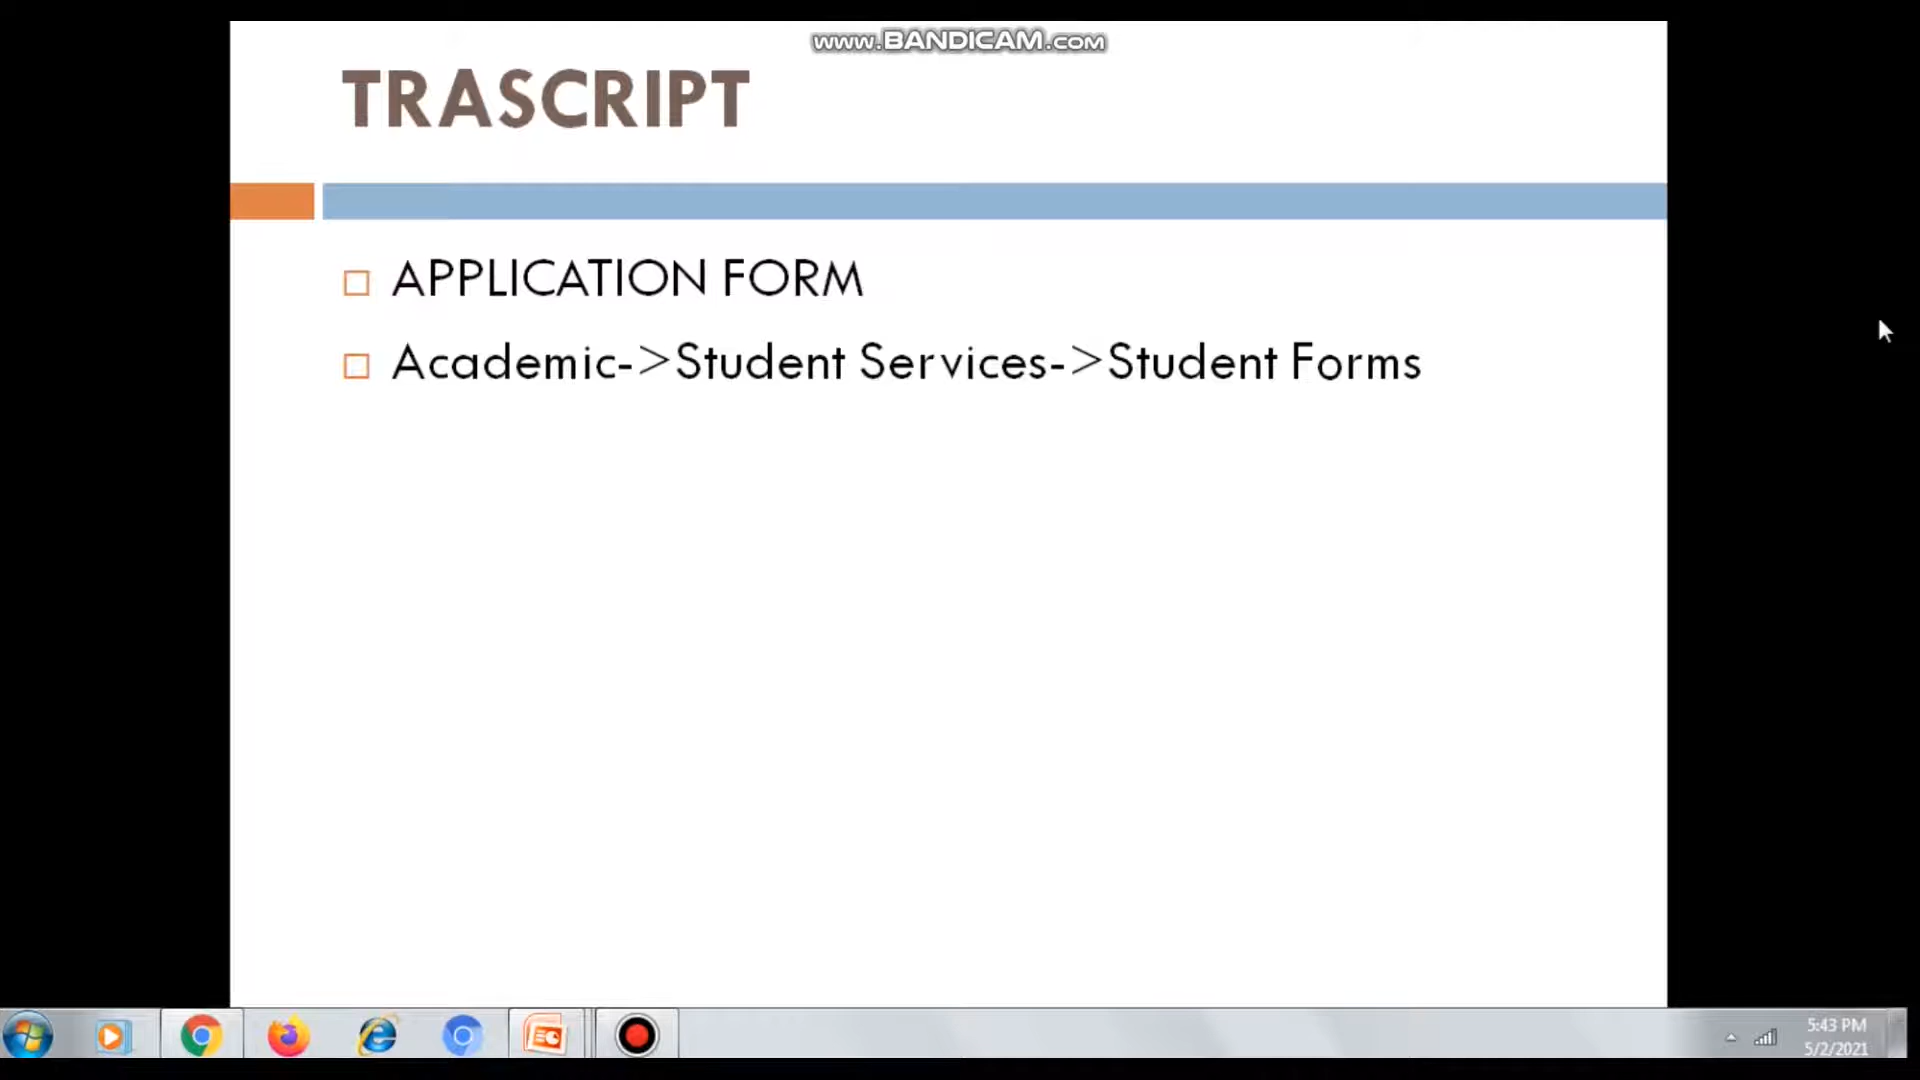 www.BANDICAM.com
TRASCRIPT
APPLICATION FORM
Academic->Student Services->Student Forms
5:43 PM
5/2/2021